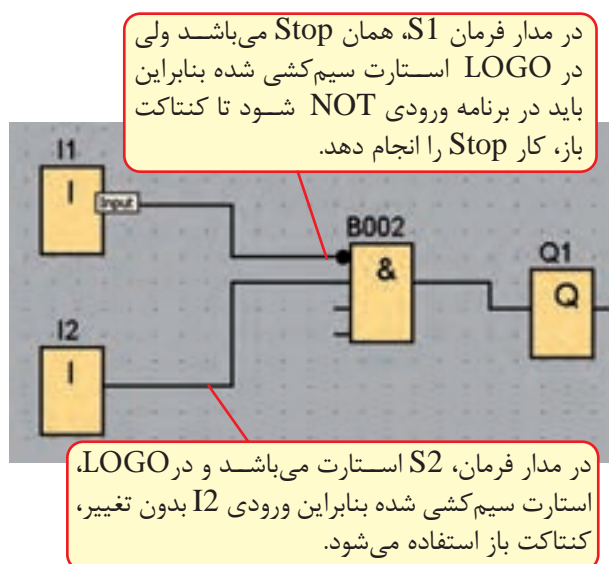 در مدار فرمان S1، همان Stop می‌باشد ولی
در LOGO استارت سیم‌کشی شده بنابراین
باید در برنامه ورودی NOT شود تا کنتاکت
باز، کار Stop را انجام دهد.
I1
I
Input
B002
&
Q1
Q
I2
I
در مدار فرمان، S2 استارت می‌باشد و در LOGO،
استارت سیم‌کشی شده بنابراین ورودی I2 بدون تغییر،
کنتاکت باز استفاده می‌شود.